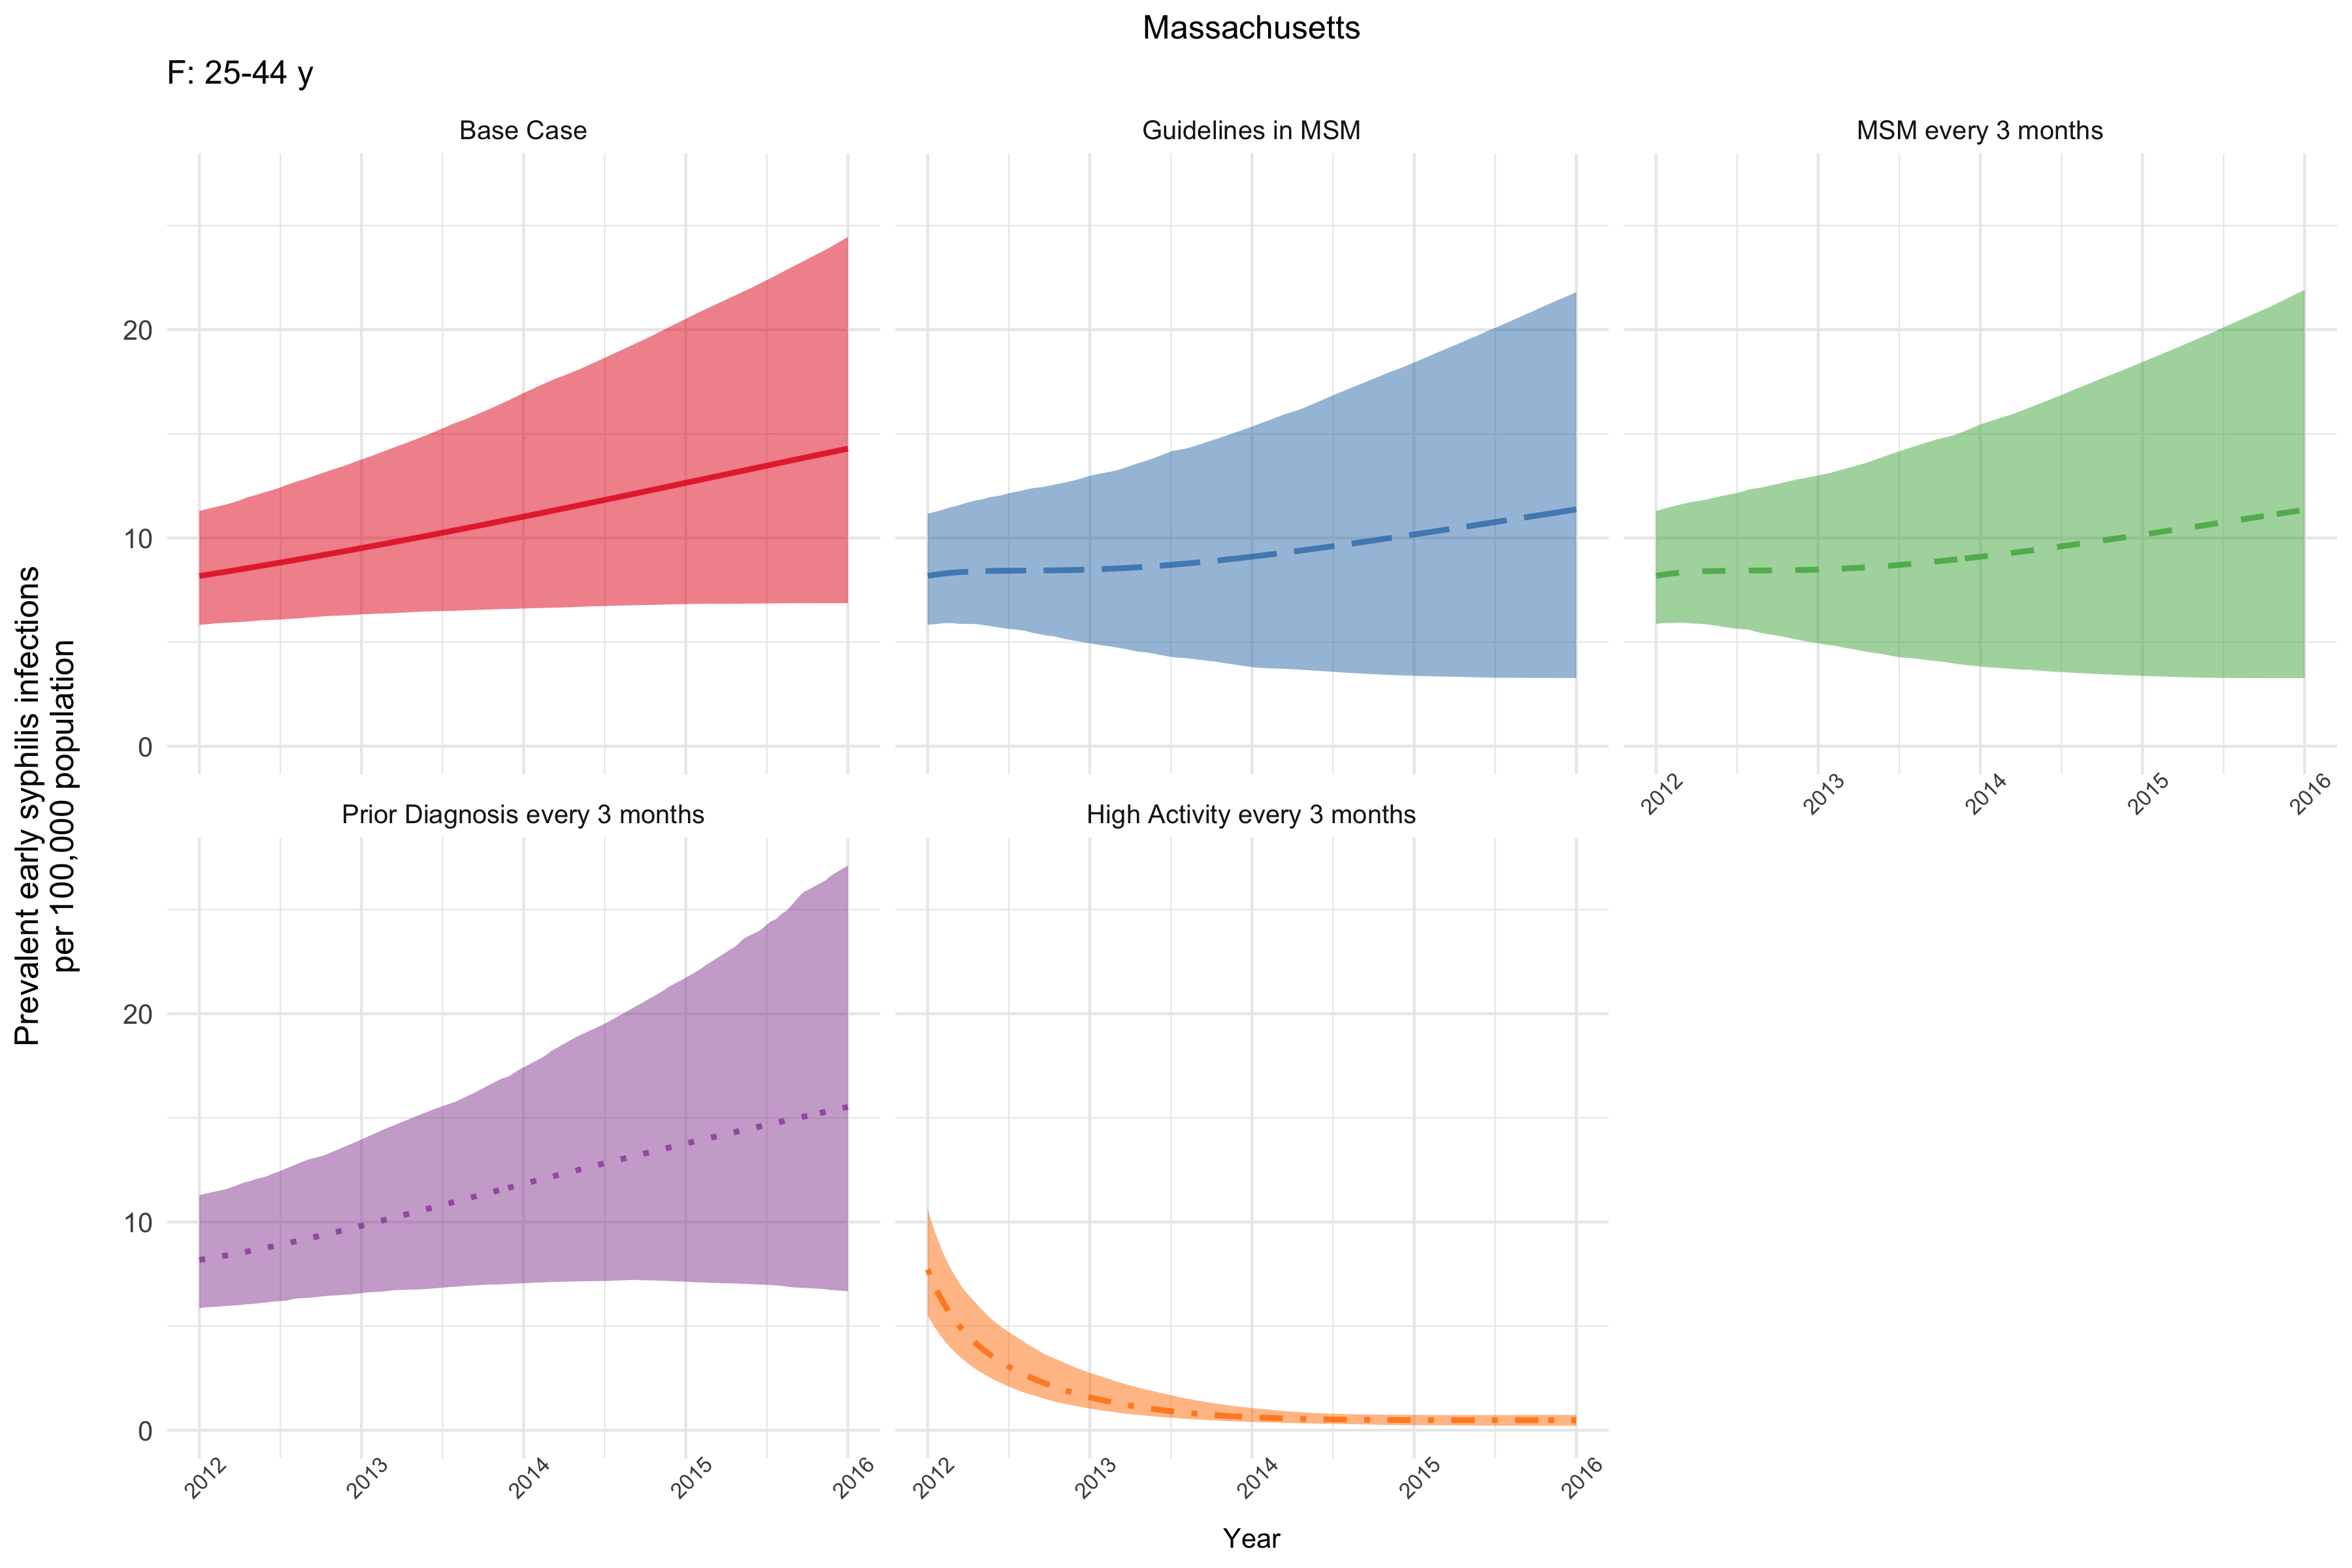 Massachusetts
F: 25-44 y
Base Case
Guidelines in MSM
MSM every 3 months
20
10
0
2012
2013
2014
2015
2016
Prevalent early syphilis infections
per 100,000 population
Prior Diagnosis every 3 months
High Activity every 3 months
20
10
0
2012
2013
2014
2015
2016
2012
2013
2014
2015
2016
Year